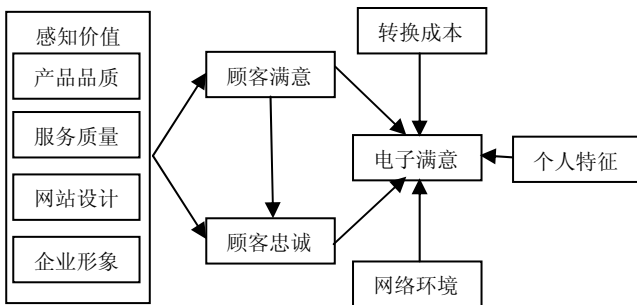 感知价值
产品品质
服务质量
网站设计
企业形象
顾客满意
顾客忠诚
转换成本
电子满意
个人特征
网络环境